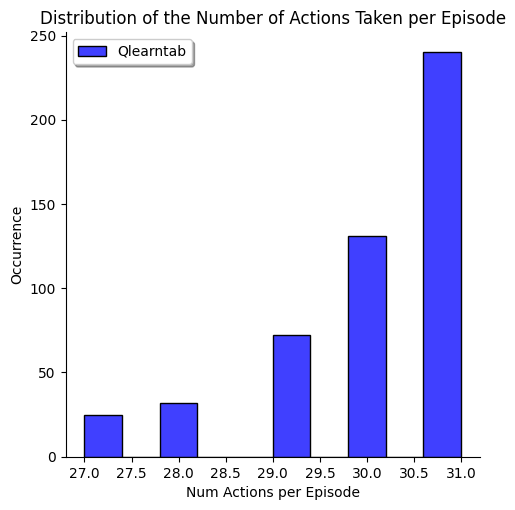 Distribution of the Number of Actions Taken per Episode
Qlearntab
250
200
150
100
50
0
Occurrence
27.0 27.5 28.0 28.5 29.0 29.5 30.0 30.5 31.0
Num Actions per Episode